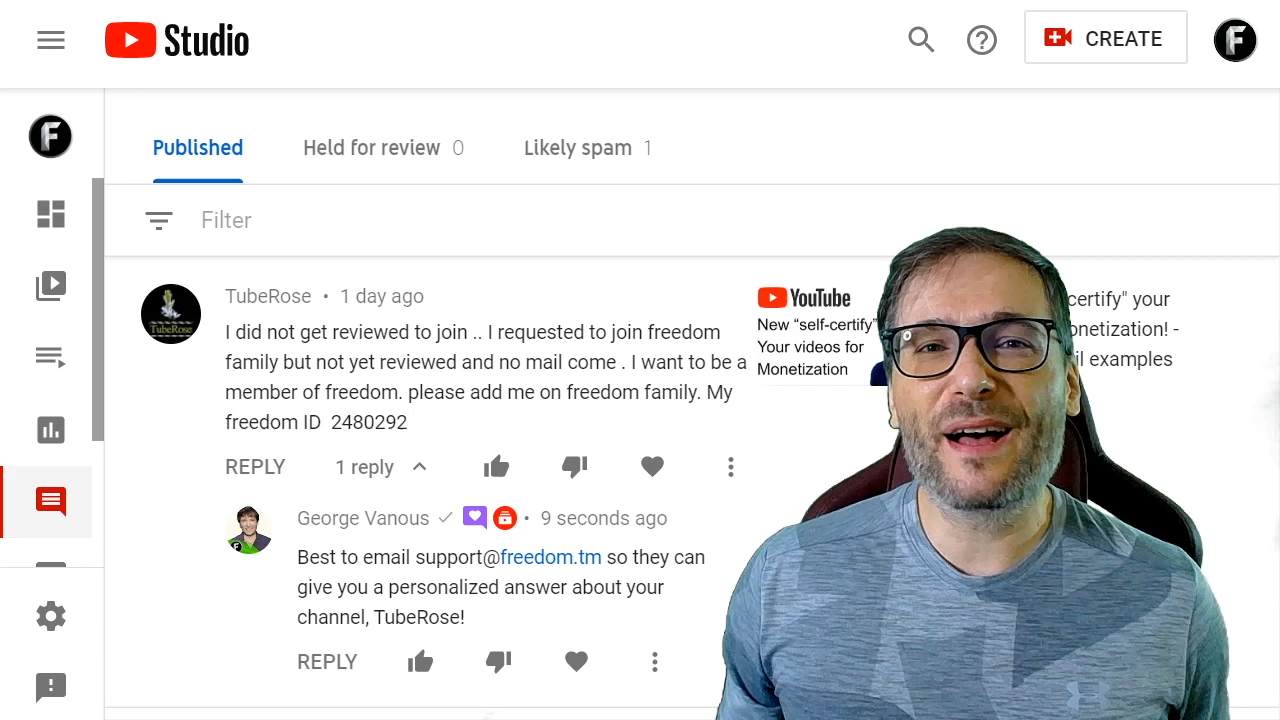 Studio
CREATE
Published
Held for review 0
Likely spam 1
Filter
TubeRose • 1 day ago
I did not get reviewed to join .. I requested to join freedom
family but not yet reviewed and no mail come . I want to be a
member of freedom. please add me on freedom family. My
freedom ID 2480292
REPLY
1 reply
YouTube
New “self-certify”
Your videos for
Monetization
certify" your
onetization! -
il examples
TubeRose
George Vanous • 9 seconds ago
Best to email support@freedom.tm so they can
give you a personalized answer about your
channel, TubeRose!
REPLY